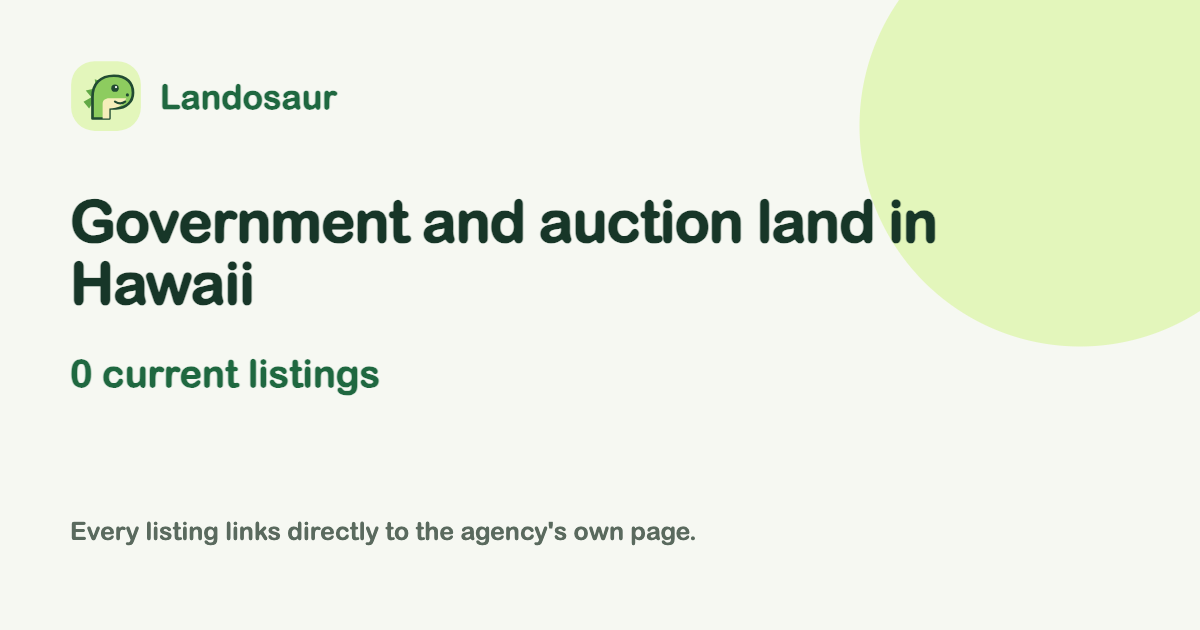 Landosaur
Government and auction land in
Hawaii
0 current listings
Every listing links directly to the agency's own page.